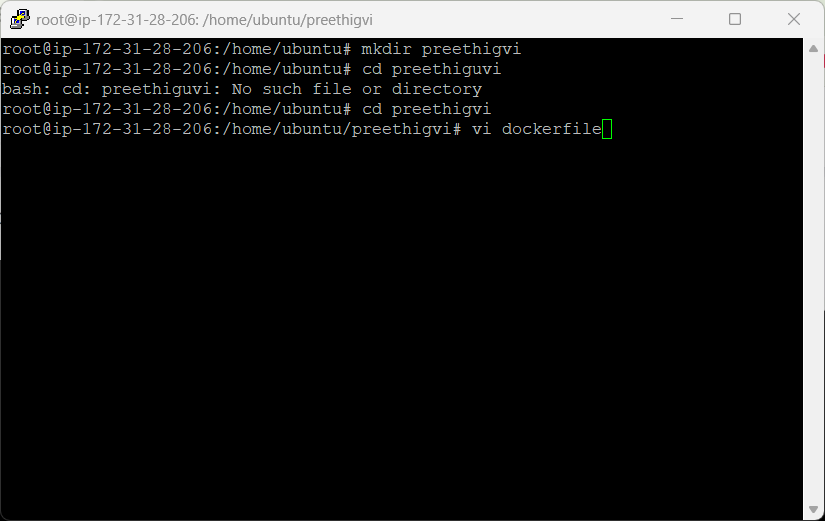 root@ip-172-31-28-206: /home/ubuntu/preethigvi
root@ip-172-31-28-206:/home/ubuntu# mkdir preethigvi
root@ip-172-31-28-206:/home/ubuntu# cd preethiguvi
bash: cd: preethiguvi: No such file or directory
root@ip-172-31-28-206:/home/ubuntu# cd preethigvi
root@ip-172-31-28-206:/home/ubuntu/preethigvi# vi dockerfile